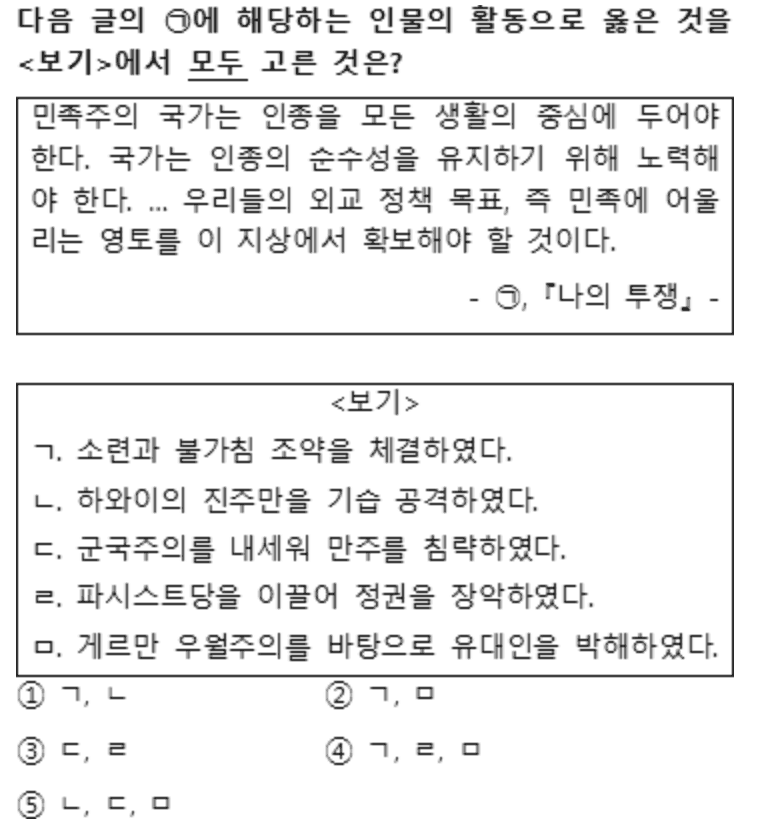 다음 글의 ㉠에 해당하는 인물의 활동으로 옳은 것을
<보기>에서 모두 고른 것은?
민족주의 국가는 인종을 모든 생활의 중심에 두어야
한다. 국가는 인종의 순수성을 유지하기 위해 노력해
야 한다. ... 우리들의 외교 정책 목표, 즉 민족에 어울
리는 영토를 이 지상에서 확보해야 할 것이다.
- ㉠, 『나의 투쟁』 -
<보기>
ㄱ. 소련과 불가침 조약을 체결하였다.
ㄴ. 하와이의 진주만을 기습 공격하였다.
ㄷ. 군국주의를 내세워 만주를 침략하였다.
ㄹ. 파시스트당을 이끌어 정권을 장악하였다.
ㅁ. 게르만 우월주의를 바탕으로 유대인을 박해하였다.
① ㄱ, ㄴ ② ㄱ, ㅁ
③ ㄷ, ㄹ ④ ㄱ, ㄹ, ㅁ
⑤ ㄴ, ㄷ, ㅁ